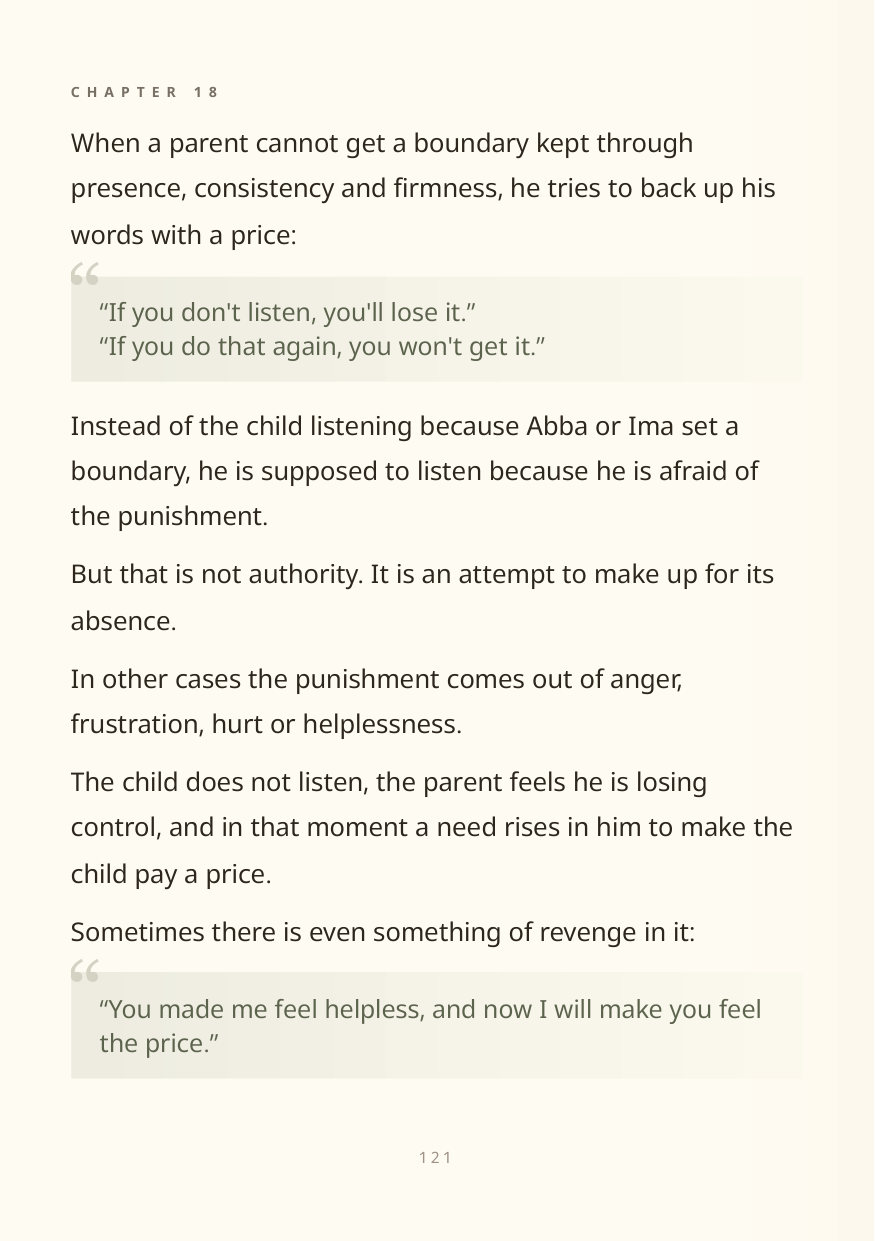 CHAPTER 18
When a parent cannot get a boundary kept through
presence, consistency and firmness, he tries to back up his
words with a price:
“
“If you don't listen, you'll lose it.”
“If you do that again, you won't get it.”
Instead of the child listening because Abba or Ima set a
boundary, he is supposed to listen because he is afraid of
the punishment.
But that is not authority. It is an attempt to make up for its
absence.
In other cases the punishment comes out of anger,
frustration, hurt or helplessness.
The child does not listen, the parent feels he is losing
control, and in that moment a need rises in him to make the
child pay a price.
Sometimes there is even something of revenge in it:
“
“You made me feel helpless, and now I will make you feel
the price.”
121